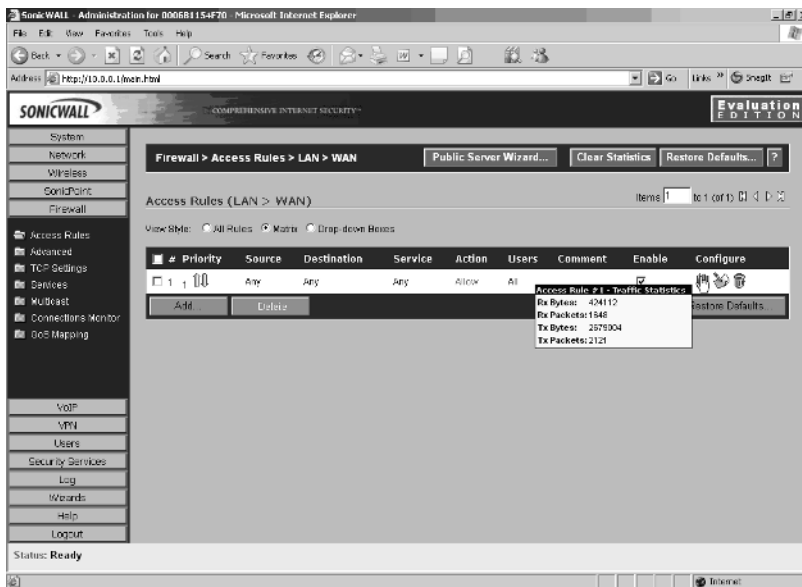 SonicWALL - Administration for 0006B1154F70 - Microsoft Internet Explorer
File Edit View Favorites Tools Help
Back Search Favorites
Address http://10.0.0.1/main.html Go Links » SnagIt
SONICWALL COMPREHENSIVE INTERNET SECURITY Evaluation
EDITION
System
Network
Wireless
SonicPoint
Firewall
Access Rules
Advanced
TCP Settings
Services
Multicast
Connections Monitor
QoS Mapping
VoIP
VPN
Users
Security Services
Log
Wizards
Help
Logout
Status: Ready
Firewall > Access Rules > LAN > WAN Public Server Wizard... Clear Statistics Restore Defaults... ?
Access Rules (LAN > WAN) Items 1 to 1 (of 1)
View Style: All Rules Matrix Drop-down Boxes
# Priority Source Destination Service Action Users Comment Enable Configure
1 1 Any Any Any Allow All
Add... Delete Restore Defaults...
Access Rule #1 - Traffic Statistics
Rx Bytes: 424112
Rx Packets: 1648
Tx Bytes: 2679004
Tx Packets: 2121
Internet